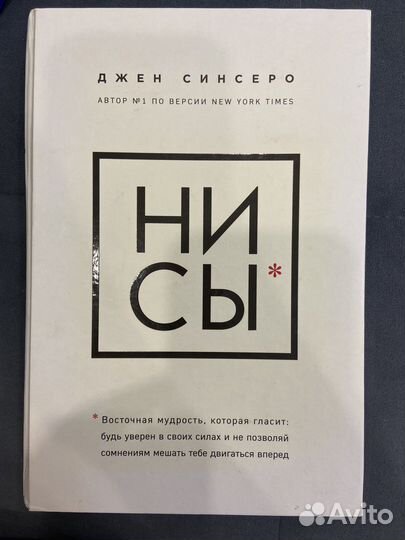 ДЖЕН СИНСЕРО
АВТОР №1 ПО ВЕРСИИ NEW YORK TIMES
НИ
СЫ*
* Восточная мудрость, которая гласит:
будь уверен в своих силах и не позволяй
сомнениям мешать тебе двигаться вперед
Avito